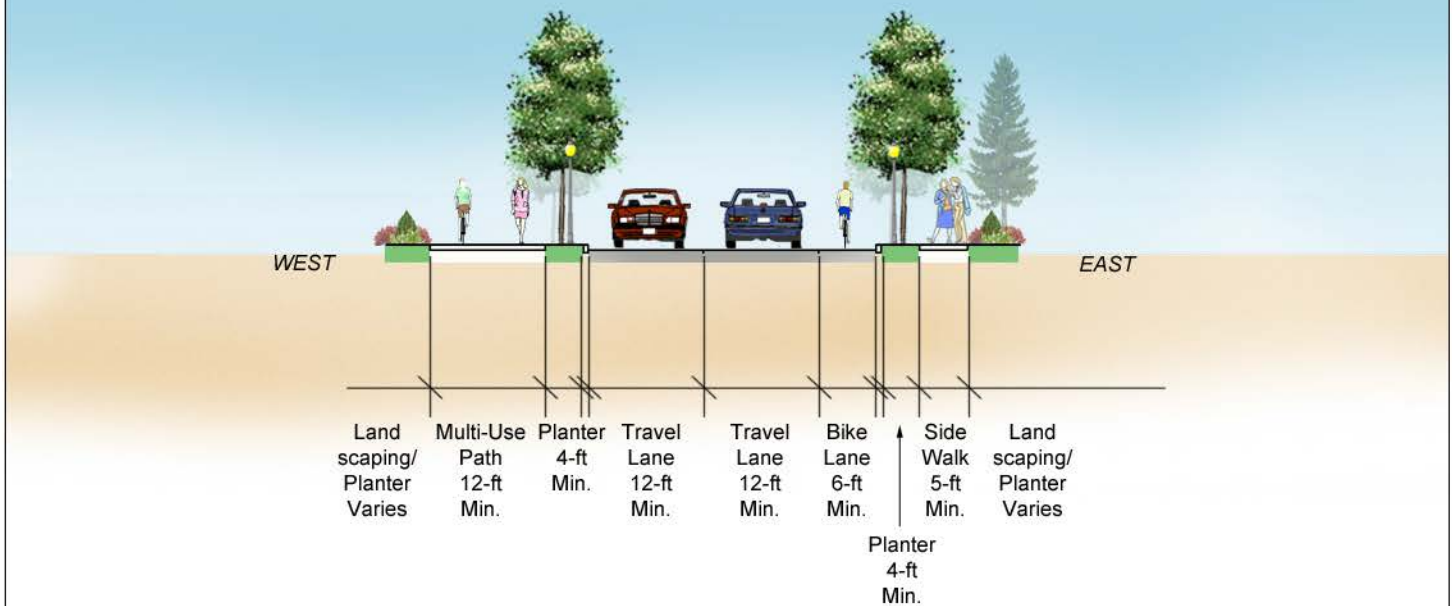 WEST
EAST
Land
scaping/
Planter
Varies
Multi-Use
Path
12-ft
Min.
Planter
4-ft
Min.
Travel
Lane
12-ft
Min.
Travel
Lane
12-ft
Min.
Bike
Lane
6-ft
Min.
Planter
4-ft
Min.
Side
Walk
5-ft
Min.
Land
scaping/
Planter
Varies